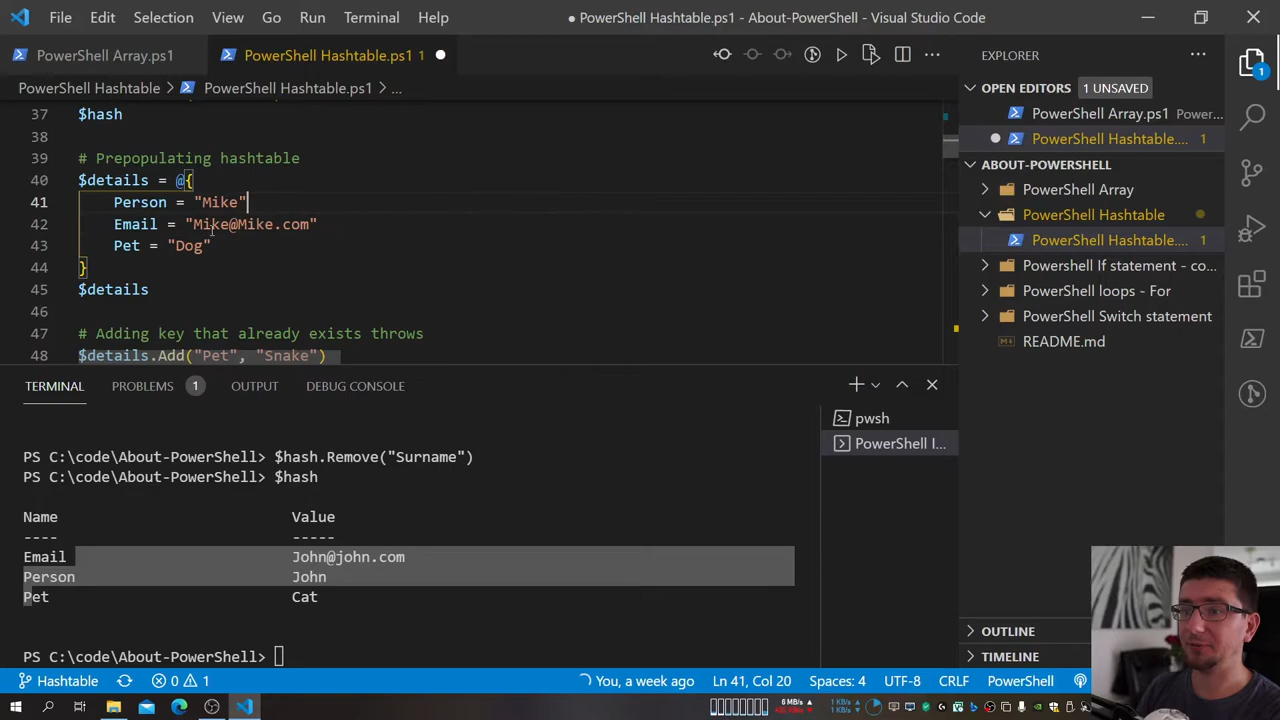 File Edit Selection View Go Run Terminal Help
● PowerShell Hashtable.ps1 - About-PowerShell - Visual Studio Code
PowerShell Array.ps1
PowerShell Hashtable.ps1 1
PowerShell Hashtable > PowerShell Hashtable.ps1 > ...
37 $hash
38
39 # Prepopulating hashtable
40 $details = @{
41 Person = "Mike"
42 Email = "Mike@Mike.com"
43 Pet = "Dog"
44 }
45 $details
46
47 # Adding key that already exists throws
48 $details.Add("Pet", "Snake")
TERMINAL PROBLEMS 1 OUTPUT DEBUG CONSOLE
PS C:\code\About-PowerShell> $hash.Remove("Surname")
PS C:\code\About-PowerShell> $hash
Name Value
---- -----
Email John@john.com
Person John
Pet Cat
PS C:\code\About-PowerShell>
pwsh
PowerShell I...
EXPLORER
OPEN EDITORS 1 UNSAVED
PowerShell Array.ps1 Power...
PowerShell Hashtable.... 1
ABOUT-POWERSHELL
PowerShell Array
PowerShell Hashtable
PowerShell Hashtable.... 1
Powershell If statement - co...
PowerShell loops - For
PowerShell Switch statement
README.md
OUTLINE
TIMELINE
1
Hashtable 0 1 You, a week ago Ln 41, Col 20 Spaces: 4 UTF-8 CRLF PowerShell